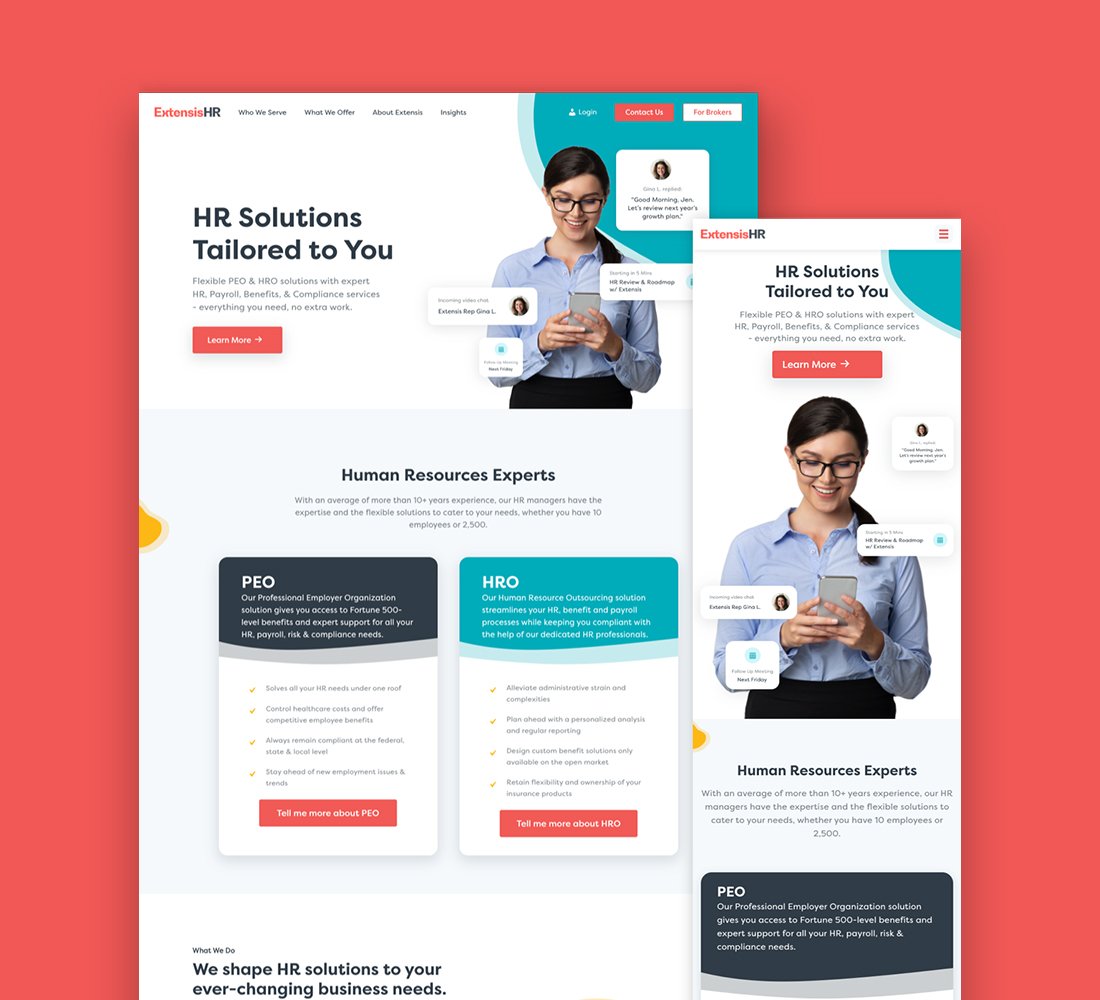 ExtensisHR
Who We Serve
What We Offer
About Extensis
Insights
Login
Contact Us
For Brokers
HR Solutions
Tailored to You
Flexible PEO & HRO solutions with expert
HR, Payroll, Benefits, & Compliance services
- everything you need, no extra work.
Learn More
Gina L. replied:
"Good Morning, Jen.
Let's review next year's
growth plan."
Starting in 5 Mins
HR Review & Roadmap
w/ Extensis
Incoming video chat:
Extensis Rep Gina L.
Follow Up Meeting
Next Friday
Human Resources Experts
With an average of more than 10+ years experience, our HR managers have the
expertise and the flexible solutions to cater to your needs, whether you have 10
employees or 2,500.
PEO
Our Professional Employer Organization
solution gives you access to Fortune 500-
level benefits and expert support for all your
HR, payroll, risk & compliance needs.
Solves all your HR needs under one roof
Control healthcare costs and offer
competitive employee benefits
Always remain compliant at the federal,
state & local level
Stay ahead of new employment issues &
trends
Tell me more about PEO
HRO
Our Human Resource Outsourcing solution
streamlines your HR, benefit and payroll
processes while keeping you compliant with
the help of our dedicated HR professionals.
Alleviate administrative strain and
complexities
Plan ahead with a personalized analysis
and regular reporting
Design custom benefit solutions only
available on the open market
Retain flexibility and ownership of your
insurance products
Tell me more about HRO
What We Do
We shape HR solutions to your
ever-changing business needs.
ExtensisHR
HR Solutions
Tailored to You
Flexible PEO & HRO solutions with expert
HR, Payroll, Benefits, & Compliance services
- everything you need, no extra work.
Learn More
Gina L. replied:
"Good Morning, Jen.
Let's review next year's
growth plan."
Starting in 5 Mins
HR Review & Roadmap
w/ Extensis
Incoming video chat:
Extensis Rep Gina L.
Follow Up Meeting
Next Friday
Human Resources Experts
With an average of more than 10+ years experience, our HR
managers have the expertise and the flexible solutions to
cater to your needs, whether you have 10 employees or
2,500.
PEO
Our Professional Employer Organization solution
gives you access to Fortune 500-level benefits and
expert support for all your HR, payroll, risk &
compliance needs.